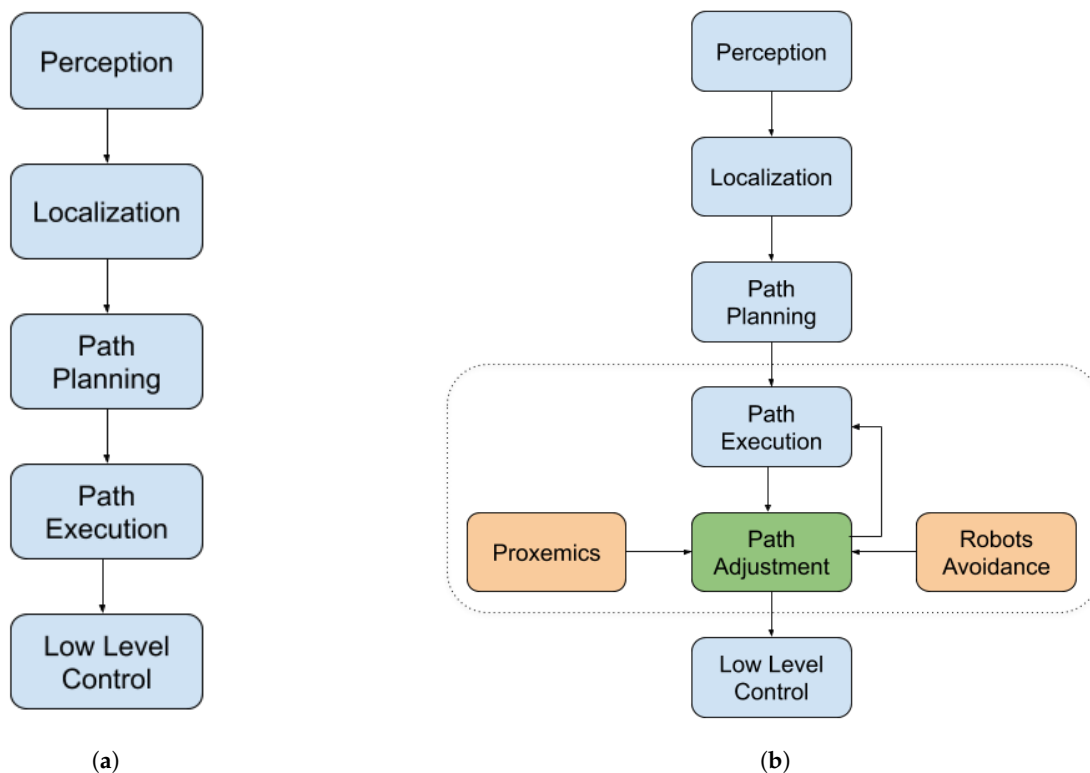 Perception
Localization
Path
Planning
Path
Execution
Low Level
Control
(a)
Perception
Localization
Path
Planning
Path
Execution
Proxemics
Path
Adjustment
Robots
Avoidance
Low Level
Control
(b)